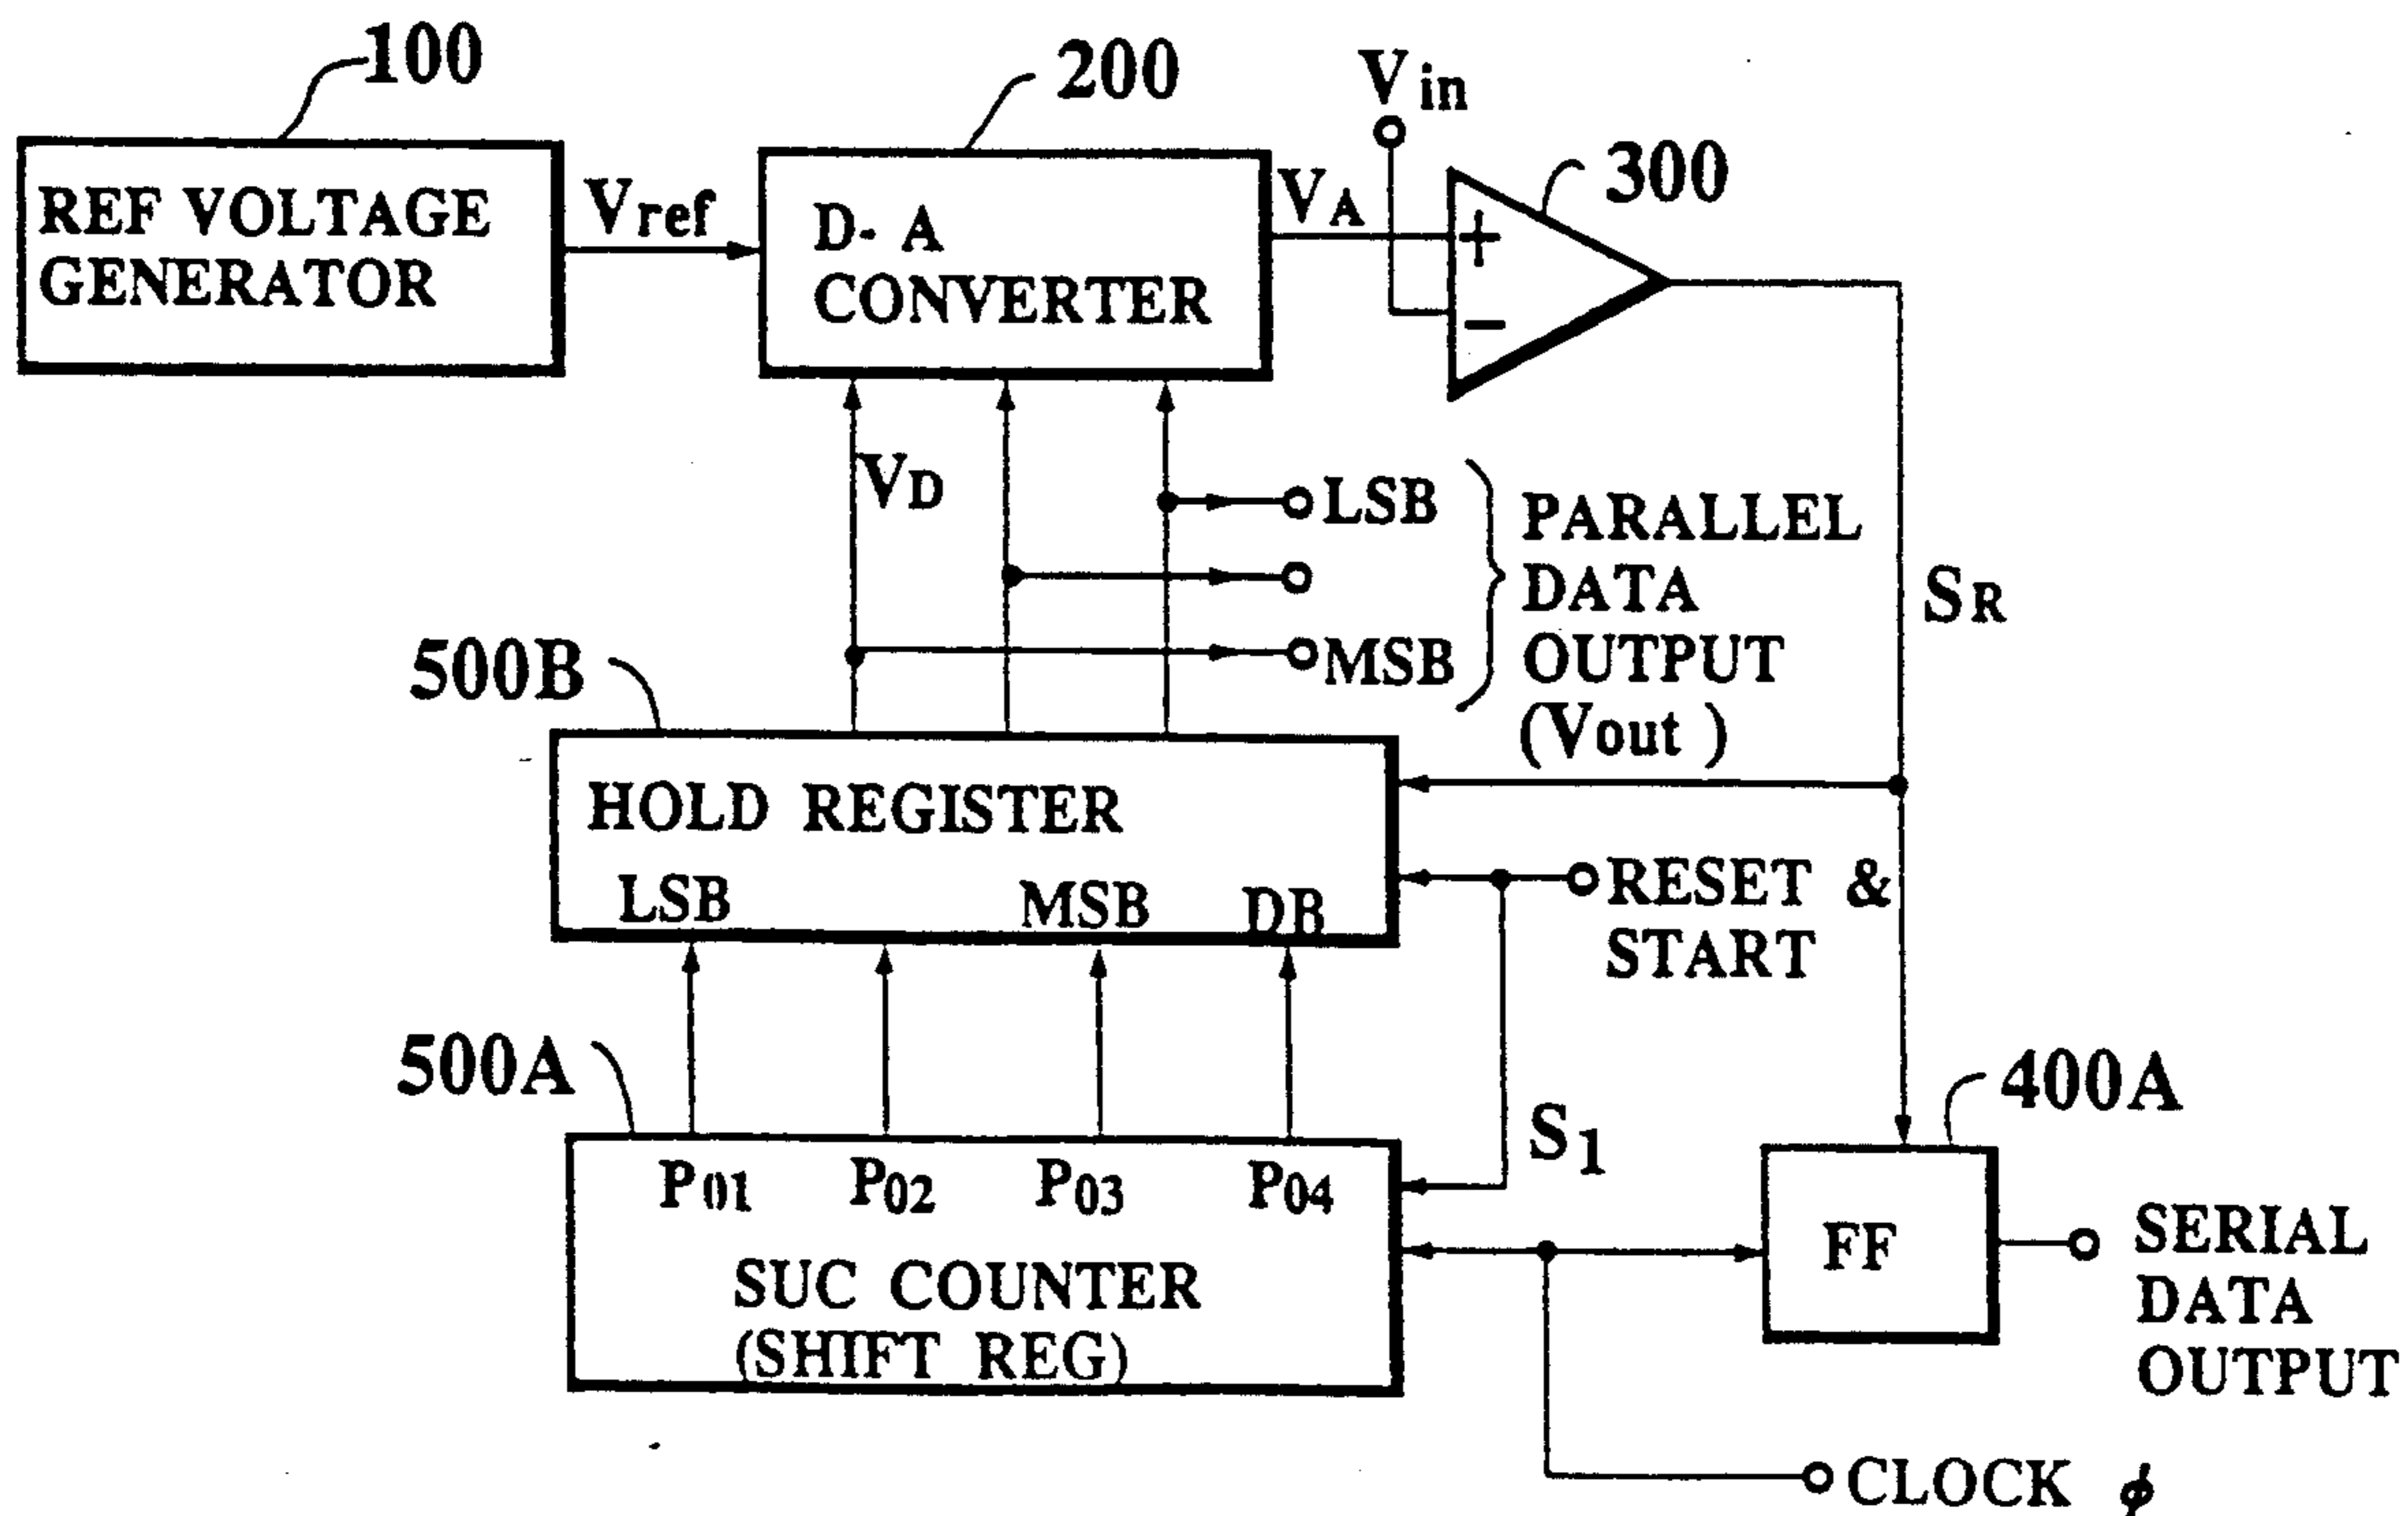 100
200
Vin
300
REF VOLTAGE
GENERATOR
Vref
D- A
CONVERTER
VA
+
−
VD
LSB
MSB
PARALLEL
DATA
OUTPUT
(Vout )
SR
500B
HOLD REGISTER
LSB MSB DB
RESET &
START
500A
S1
400A
P01 P02 P03 P04
SUC COUNTER
(SHIFT REG)
FF
SERIAL
DATA
OUTPUT
CLOCK ϕ